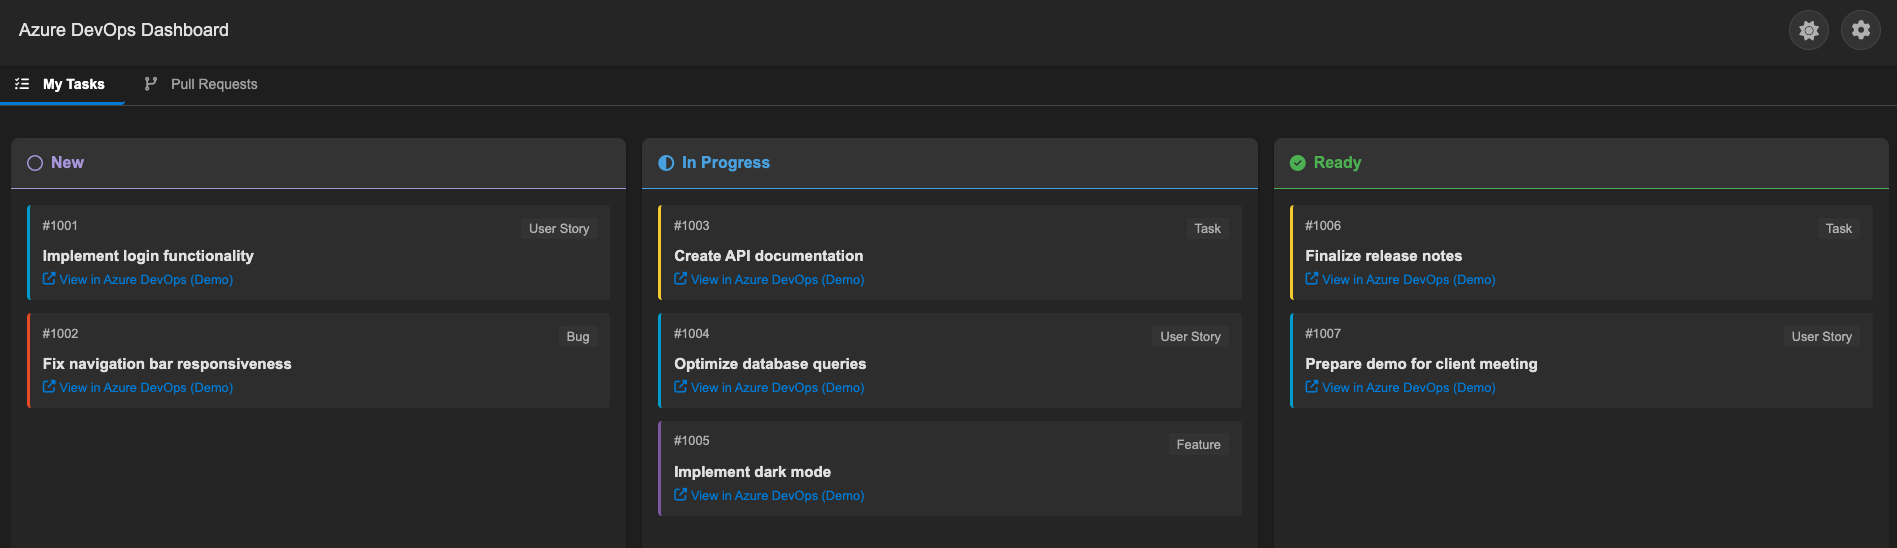 Azure DevOps Dashboard
My Tasks
Pull Requests
New
#1001
User Story
Implement login functionality
View in Azure DevOps (Demo)
#1002
Bug
Fix navigation bar responsiveness
View in Azure DevOps (Demo)
In Progress
#1003
Task
Create API documentation
View in Azure DevOps (Demo)
#1004
User Story
Optimize database queries
View in Azure DevOps (Demo)
#1005
Feature
Implement dark mode
View in Azure DevOps (Demo)
Ready
#1006
Task
Finalize release notes
View in Azure DevOps (Demo)
#1007
User Story
Prepare demo for client meeting
View in Azure DevOps (Demo)